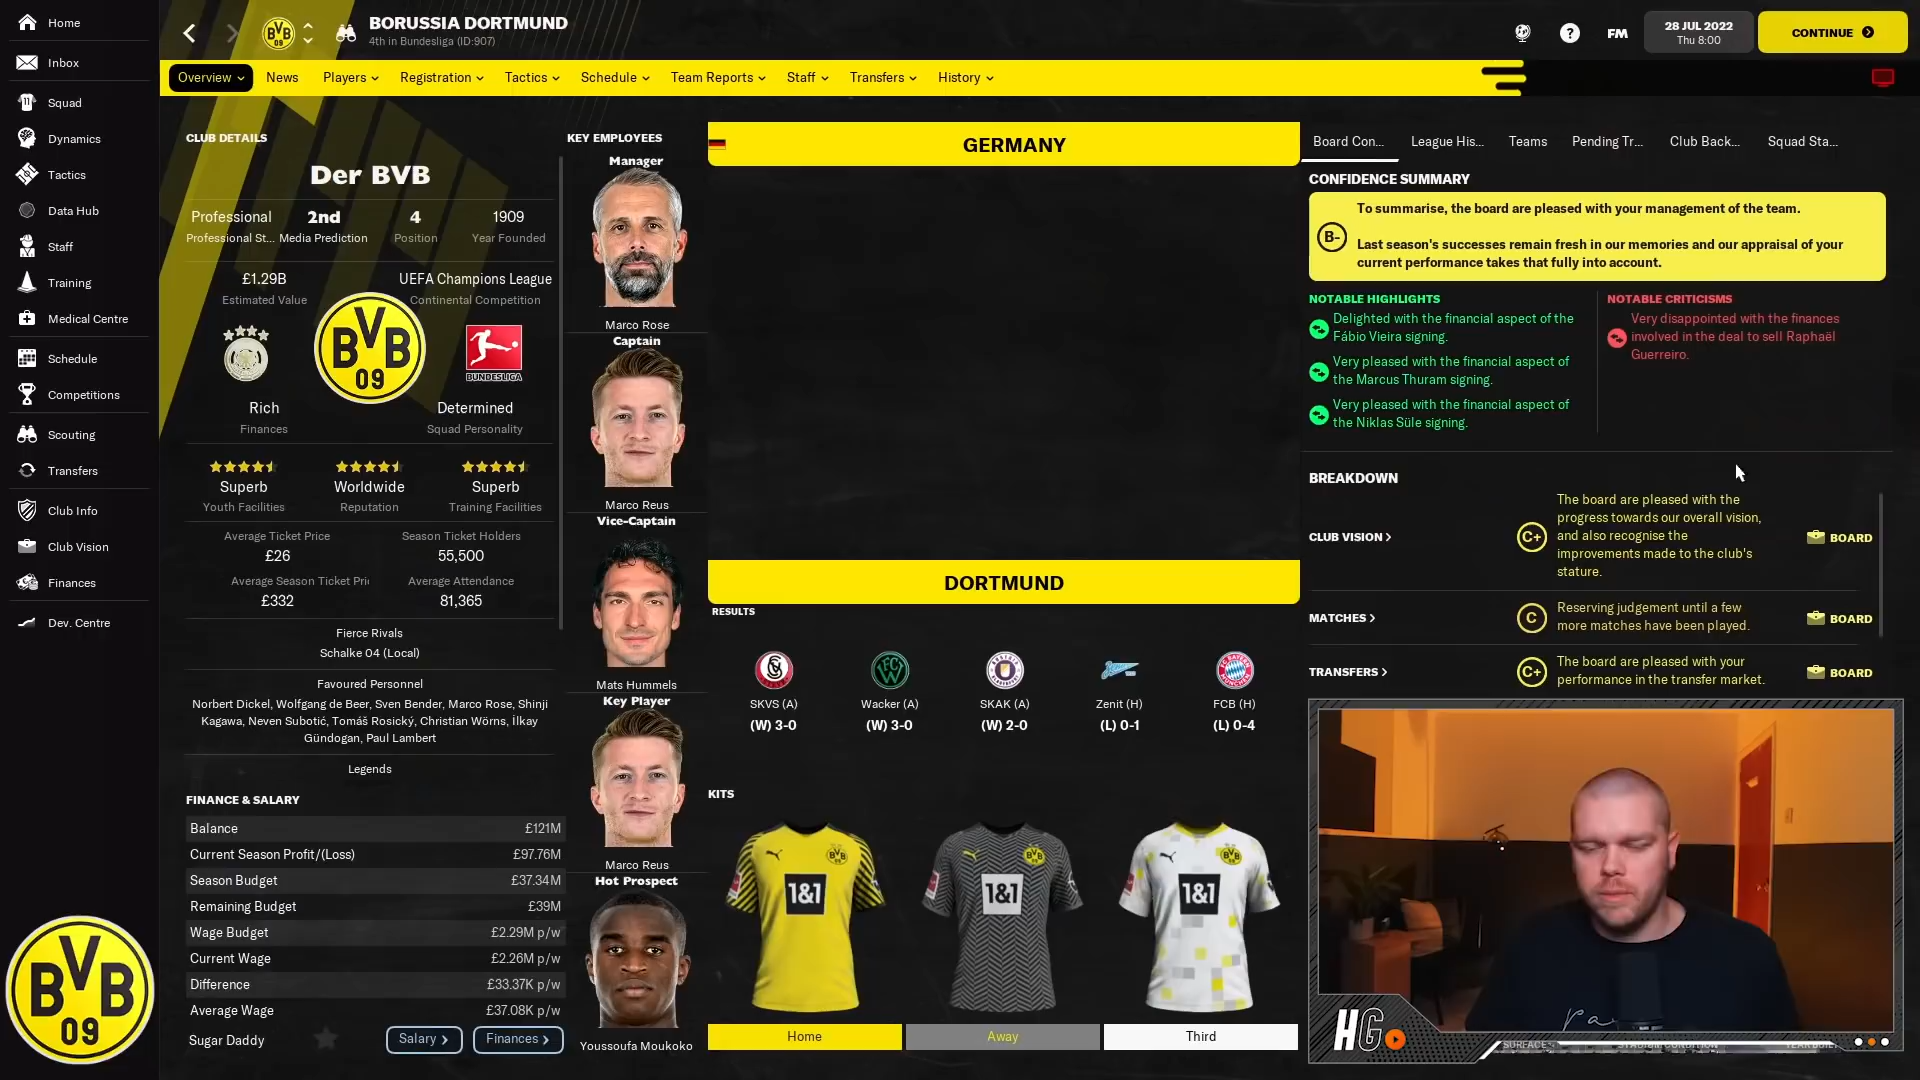 Home
Inbox
Squad
Dynamics
Tactics
Data Hub
Staff
Training
Medical Centre
Schedule
Competitions
Scouting
Transfers
Club Info
Club Vision
Finances
Dev. Centre
BVB
09
BORUSSIA DORTMUND
4th in Bundesliga (ID:907)
FM
28 JUL 2022
Thu 8:00
CONTINUE
Overview
News
Players
Registration
Tactics
Schedule
Team Reports
Staff
Transfers
History
CLUB DETAILS
Der BVB
Professional
Professional St...
2nd
Media Prediction
4
Position
1909
Year Founded
£1.29B
Estimated Value
UEFA Champions League
Continental Competition
BVB
09
BUNDESLIGA
Rich
Finances
Determined
Squad Personality
Superb
Youth Facilities
Worldwide
Reputation
Superb
Training Facilities
Average Ticket Price
£26
Season Ticket Holders
55,500
Average Season Ticket Pri
£332
Average Attendance
81,365
Fierce Rivals
Schalke 04 (Local)
Favoured Personnel
Norbert Dickel, Wolfgang de Beer, Sven Bender, Marco Rose, Shinji
Kagawa, Neven Subotić, Tomáš Rosický, Christian Wörns, İlkay
Gündogan, Paul Lambert
Legends
FINANCE & SALARY
Balance £121M
Current Season Profit/(Loss) £97.76M
Season Budget £37.34M
Remaining Budget £39M
Wage Budget £2.29M p/w
Current Wage £2.26M p/w
Difference £33.37K p/w
Average Wage £37.08K p/w
Sugar Daddy
Salary
Finances
KEY EMPLOYEES
Manager
Marco Rose
Captain
Marco Reus
Vice-Captain
Mats Hummels
Key Player
Marco Reus
Hot Prospect
Youssoufa Moukoko
GERMANY
DORTMUND
RESULTS
SKVS (A)
(W) 3-0
Wacker (A)
(W) 3-0
SKAK (A)
(W) 2-0
Zenit (H)
(L) 0-1
FCB (H)
(L) 0-4
KITS
1&1
1&1
1&1
Home
Away
Third
Board Con...
League His...
Teams
Pending Tr...
Club Back...
Squad Sta...
CONFIDENCE SUMMARY
B-
To summarise, the board are pleased with your management of the team.
Last season's successes remain fresh in our memories and our appraisal of your
current performance takes that fully into account.
NOTABLE HIGHLIGHTS
Delighted with the financial aspect of the
Fábio Vieira signing.
Very pleased with the financial aspect of
the Marcus Thuram signing.
Very pleased with the financial aspect of
the Niklas Süle signing.
NOTABLE CRITICISMS
Very disappointed with the finances
involved in the deal to sell Raphaël
Guerreiro.
BREAKDOWN
CLUB VISION
C+
The board are pleased with the
progress towards our overall vision,
and also recognise the
improvements made to the club's
stature.
BOARD
MATCHES
C
Reserving judgement until a few
more matches have been played.
BOARD
TRANSFERS
C+
The board are pleased with your
performance in the transfer market.
BOARD
HG